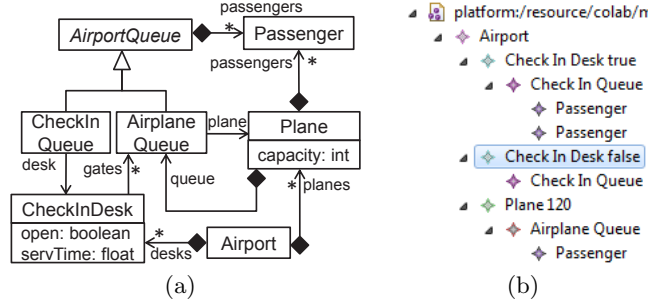 passengers
*
AirportQueue
Passenger
passengers
*
CheckIn
Queue
Airplane
Queue
plane
Plane
capacity: int
desk
gates
*
queue
*
planes
CheckInDesk
open: boolean
servTime: float
*
desks
Airport
(a)
platform:/resource/colab/m
Airport
Check In Desk true
Check In Queue
Passenger
Passenger
Check In Desk false
Check In Queue
Plane 120
Airplane Queue
Passenger
(b)